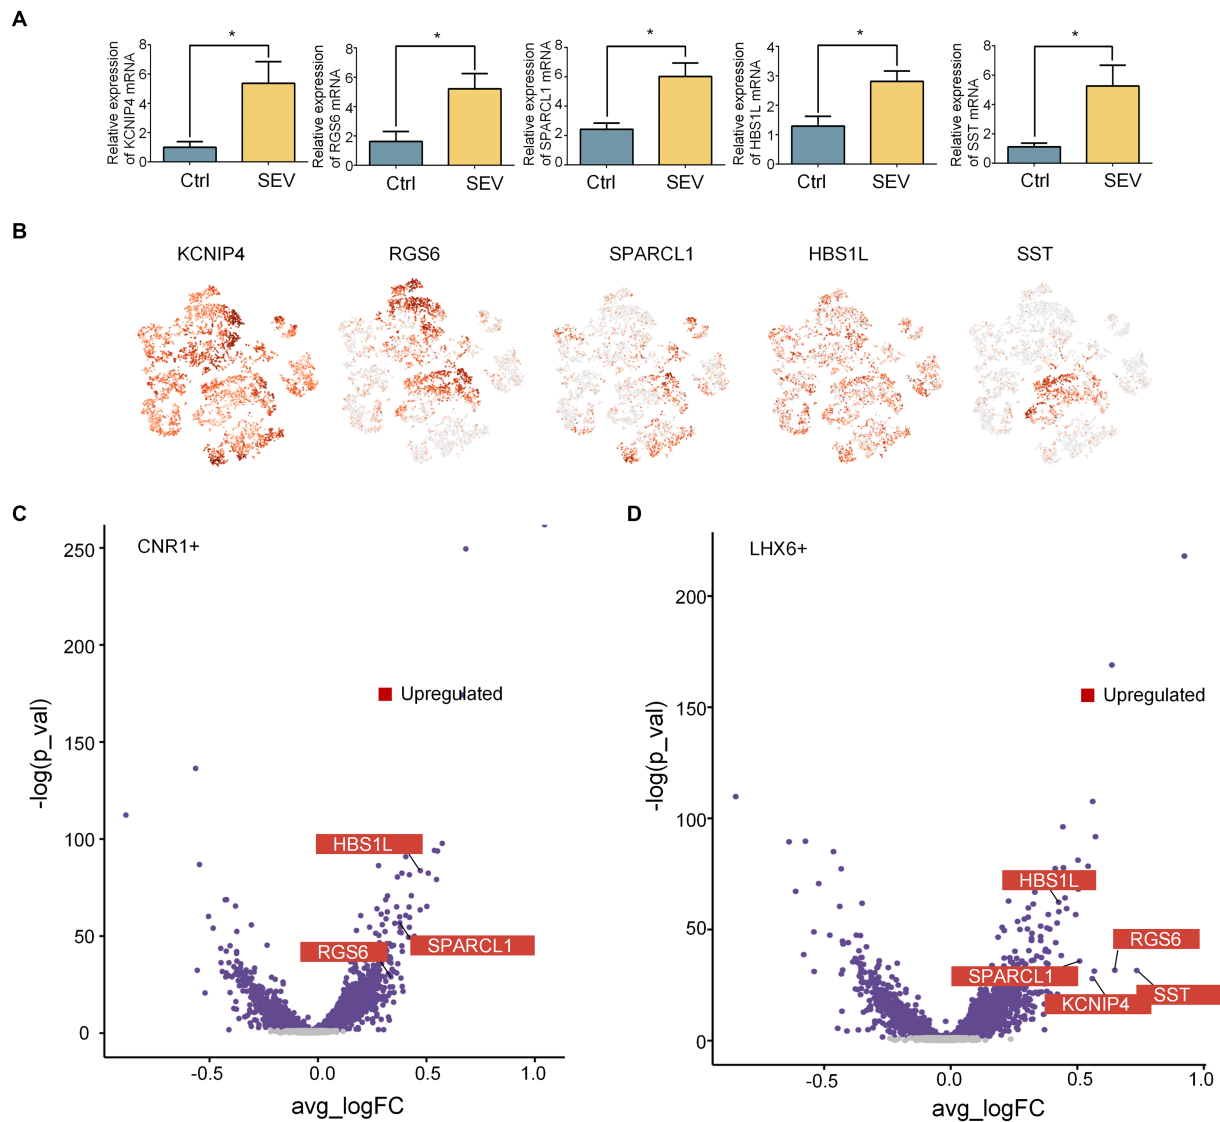 A
Relative expression
of KCNIP4 mRNA
8
6
4
2
0
*
Ctrl
SEV
Relative expression
of RGS6 mRNA
8
6
4
2
0
*
Ctrl
SEV
Relative expression
of SPARCL1 mRNA
8
6
4
2
0
*
Ctrl
SEV
Relative expression
of HBS1L mRNA
4
3
2
1
0
*
Ctrl
SEV
Relative expression
of SST mRNA
8
6
4
2
0
*
Ctrl
SEV
B
KCNIP4
RGS6
SPARCL1
HBS1L
SST
C
CNR1+
-log(p_val)
250
200
150
100
50
0
Upregulated
HBS1L
SPARCL1
RGS6
-0.5
0.0
0.5
1.0
avg_logFC
D
LHX6+
-log(p_val)
200
150
100
50
0
Upregulated
HBS1L
RGS6
SPARCL1
SST
KCNIP4
-0.5
0.0
0.5
1.0
avg_logFC